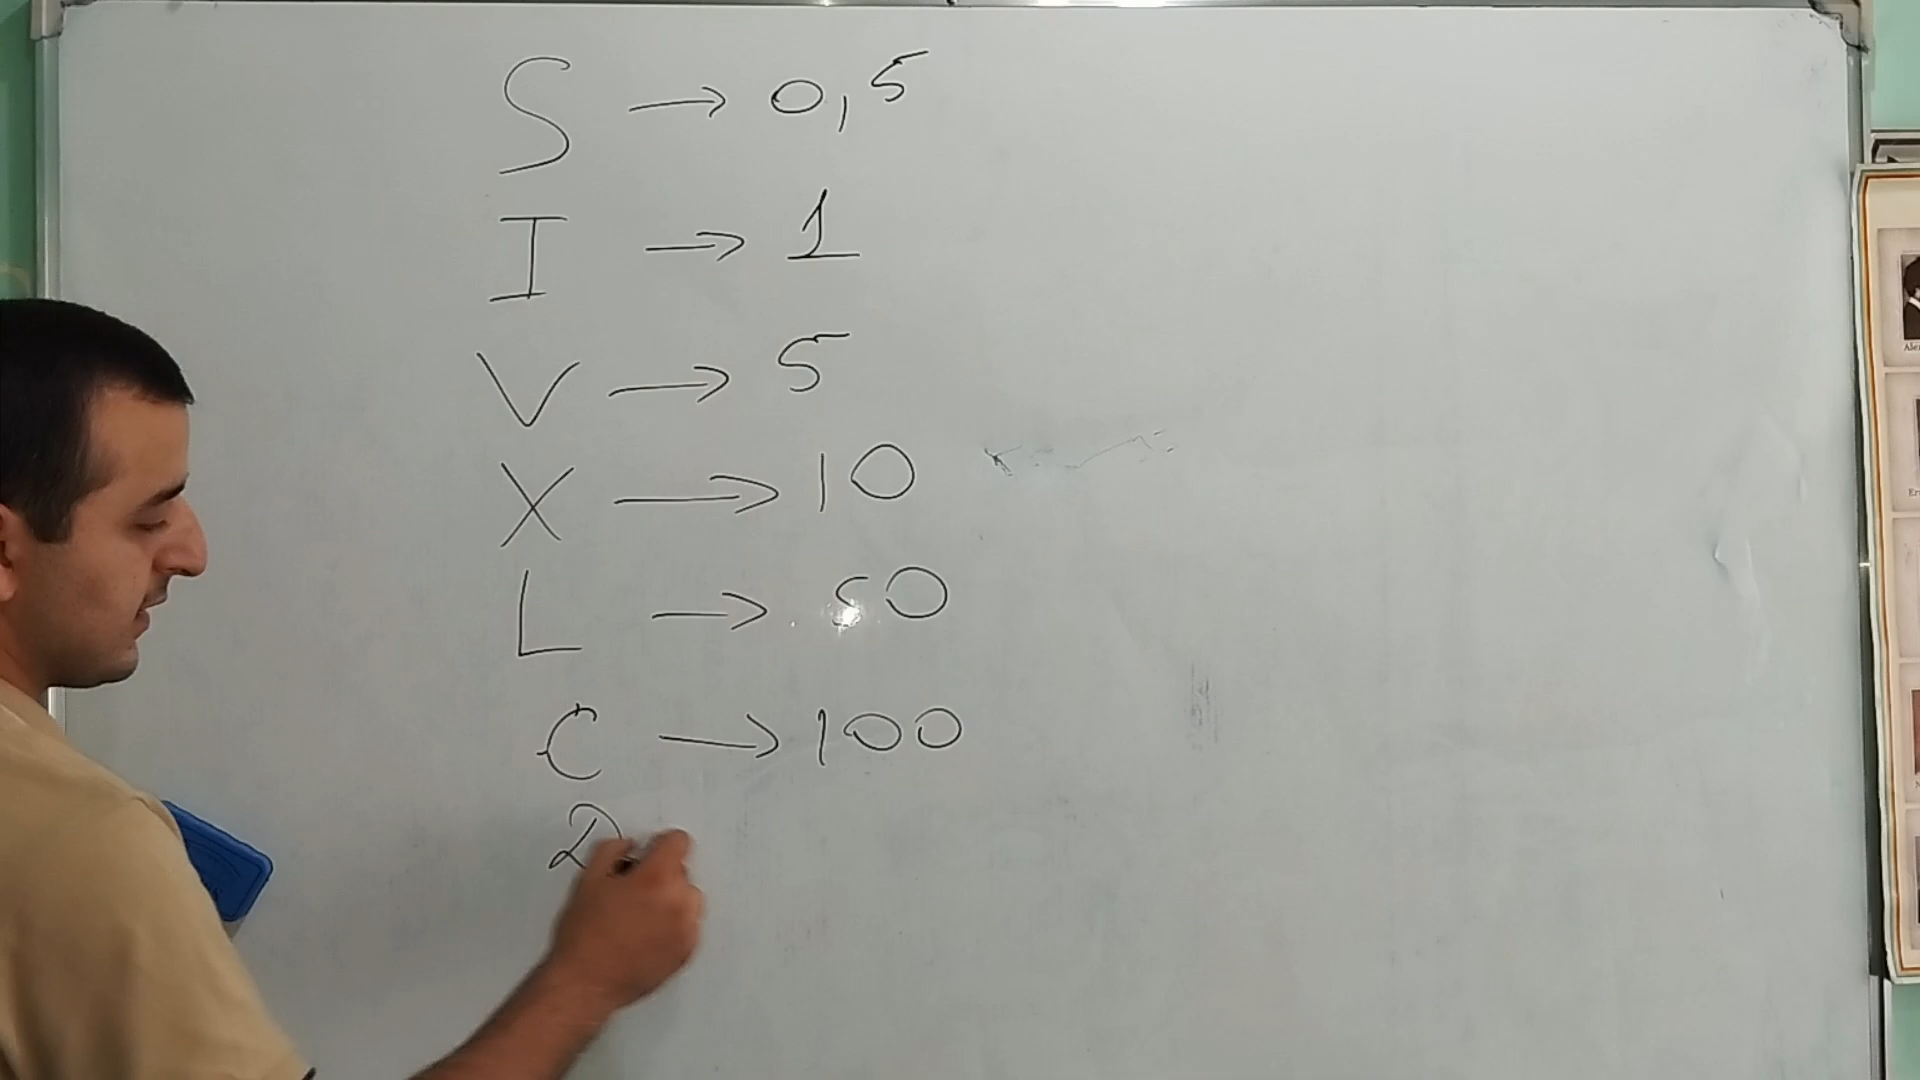 S → 0,5
I → 1
V → 5
X → 10
L → 50
C → 100
D